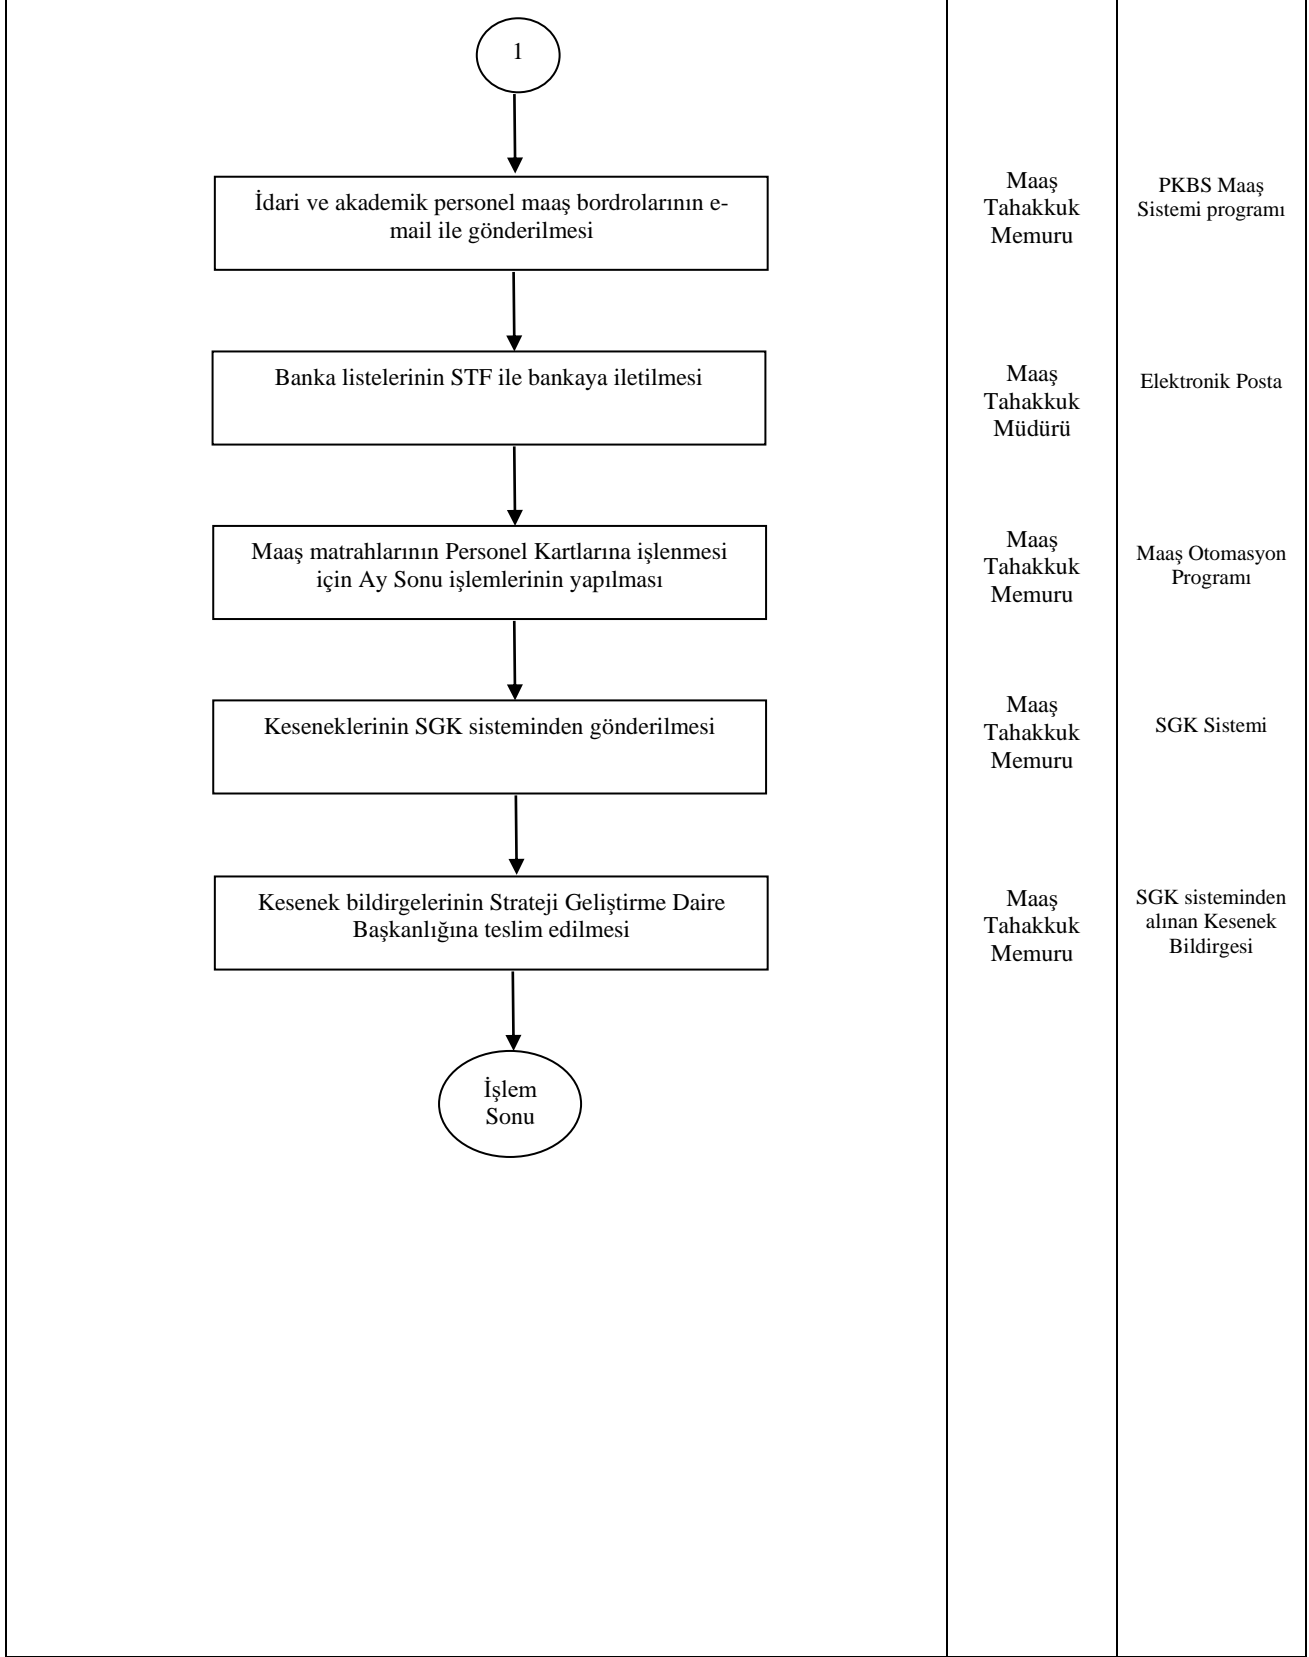 1
İdari ve akademik personel maaş bordrolarının e-
mail ile gönderilmesi
Maaş
Tahakkuk
Memuru
PKBS Maaş
Sistemi programı
Banka listelerinin STF ile bankaya iletilmesi
Maaş
Tahakkuk
Müdürü
Elektronik Posta
Maaş matrahlarının Personel Kartlarına işlenmesi
için Ay Sonu işlemlerinin yapılması
Maaş
Tahakkuk
Memuru
Maaş Otomasyon
Programı
Keseneklerinin SGK sisteminden gönderilmesi
Maaş
Tahakkuk
Memuru
SGK Sistemi
Kesenek bildirgelerinin Strateji Geliştirme Daire
Başkanlığına teslim edilmesi
Maaş
Tahakkuk
Memuru
SGK sisteminden
alınan Kesenek
Bildirgesi
İşlem
Sonu